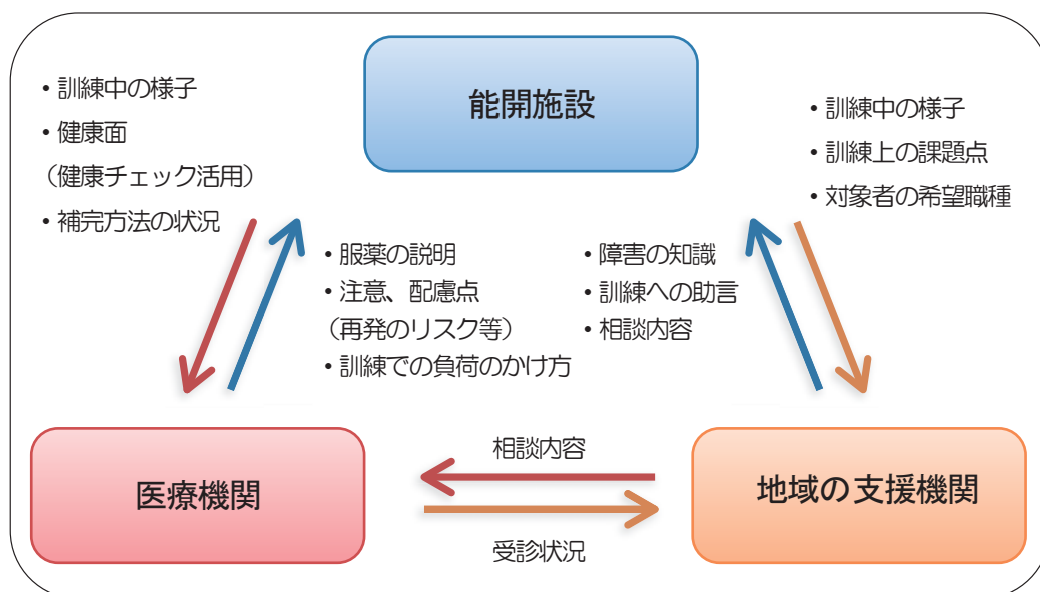 能開施設
・訓練中の様子
・健康面
（健康チェック活用）
・補完方法の状況
・訓練中の様子
・訓練上の課題点
・対象者の希望職種
・服薬の説明
・注意、配慮点
（再発のリスク等）
・訓練での負荷のかけ方
・障害の知識
・訓練への助言
・相談内容
医療機関
相談内容
受診状況
地域の支援機関